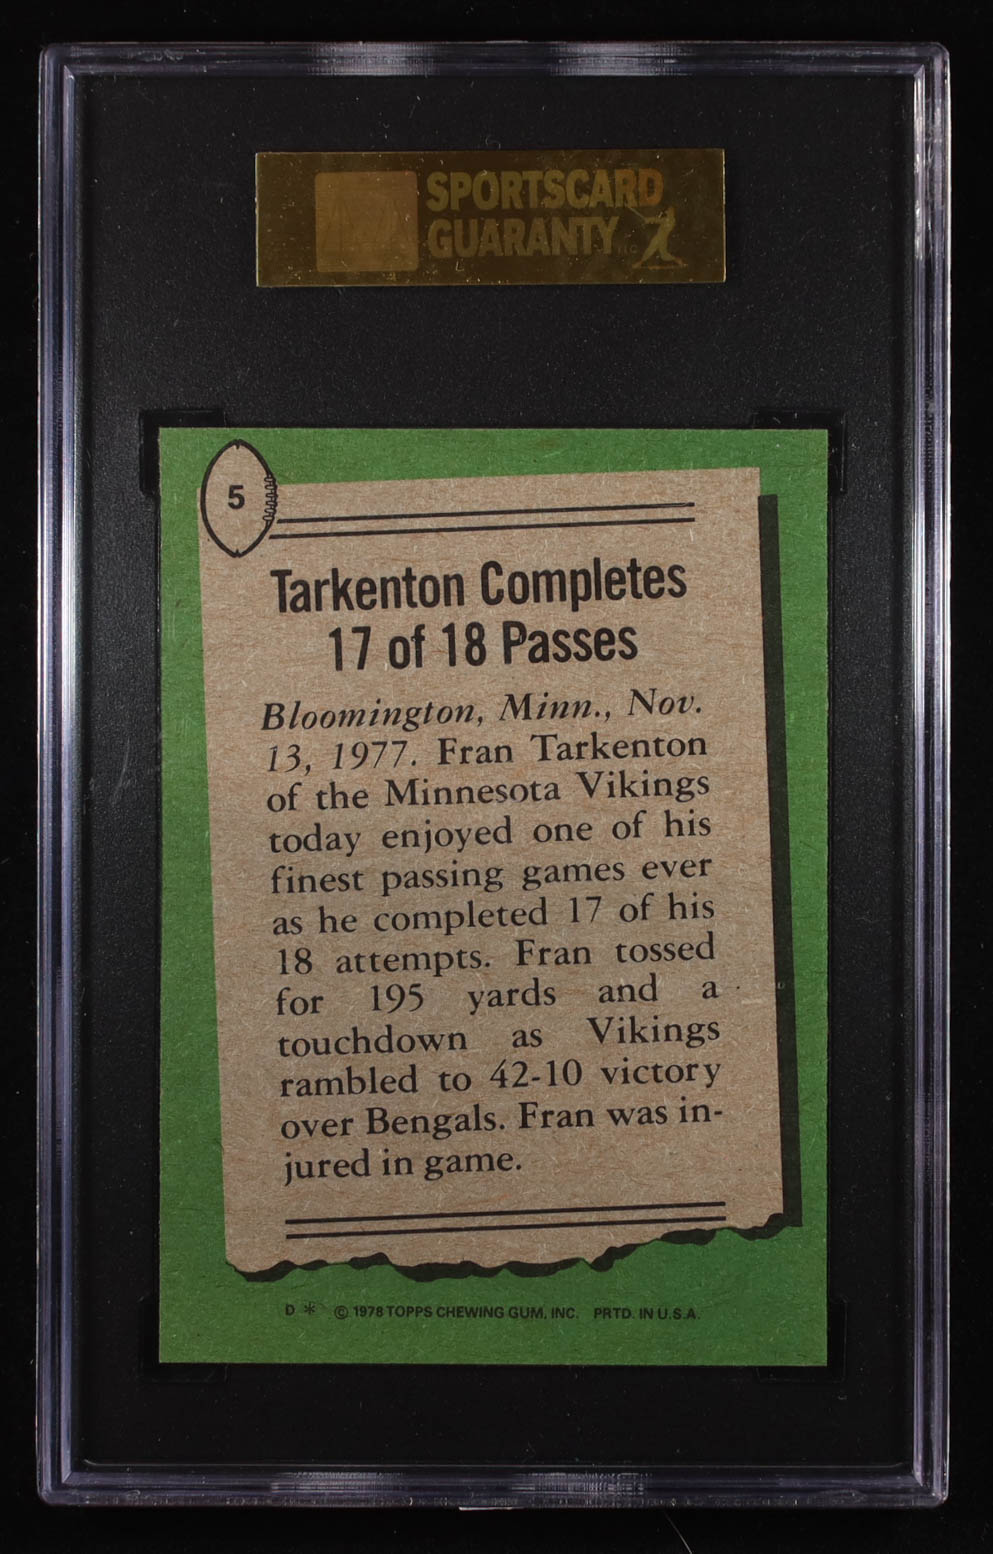 SPORTSCARD
GUARANTY
5
Tarkenton Completes
17 of 18 Passes
Bloomington, Minn., Nov.
13, 1977. Fran Tarkenton
of the Minnesota Vikings
today enjoyed one of his
finest passing games ever
as he completed 17 of his
18 attempts. Fran tossed
for 195 yards and a
touchdown as Vikings
rambled to 42-10 victory
over Bengals. Fran was in-
jured in game.
D * © 1978 TOPPS CHEWING GUM, INC. PRTD. IN U.S.A.